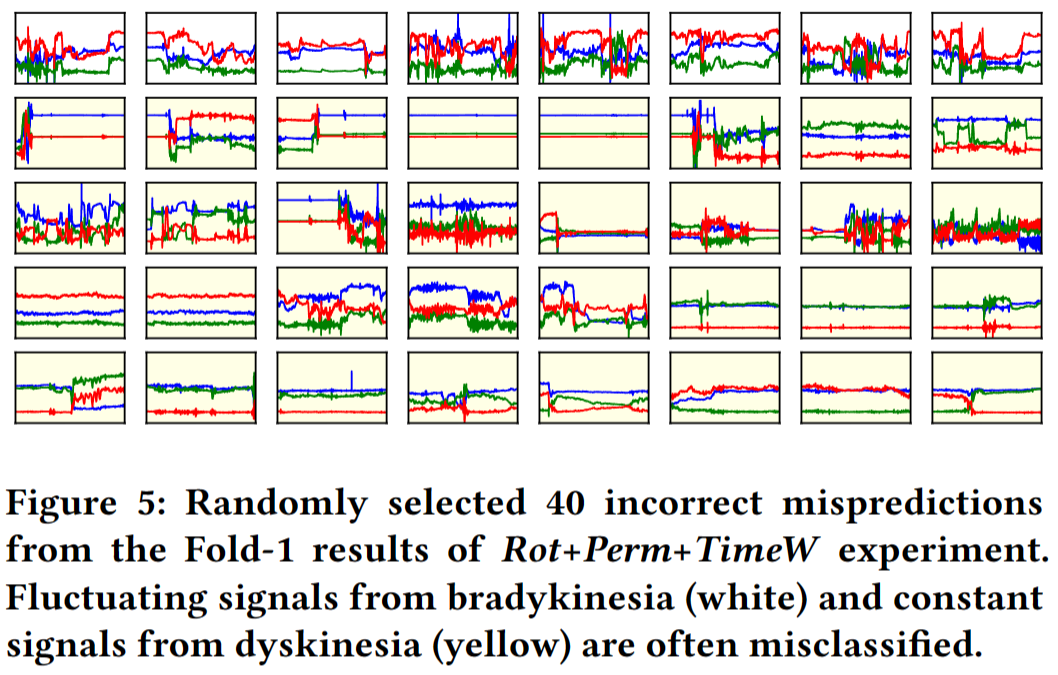 Figure 5: Randomly selected 40 incorrect mispredictions
from the Fold-1 results of Rot+Perm+TimeW experiment.
Fluctuating signals from bradykinesia (white) and constant
signals from dyskinesia (yellow) are often misclassified.